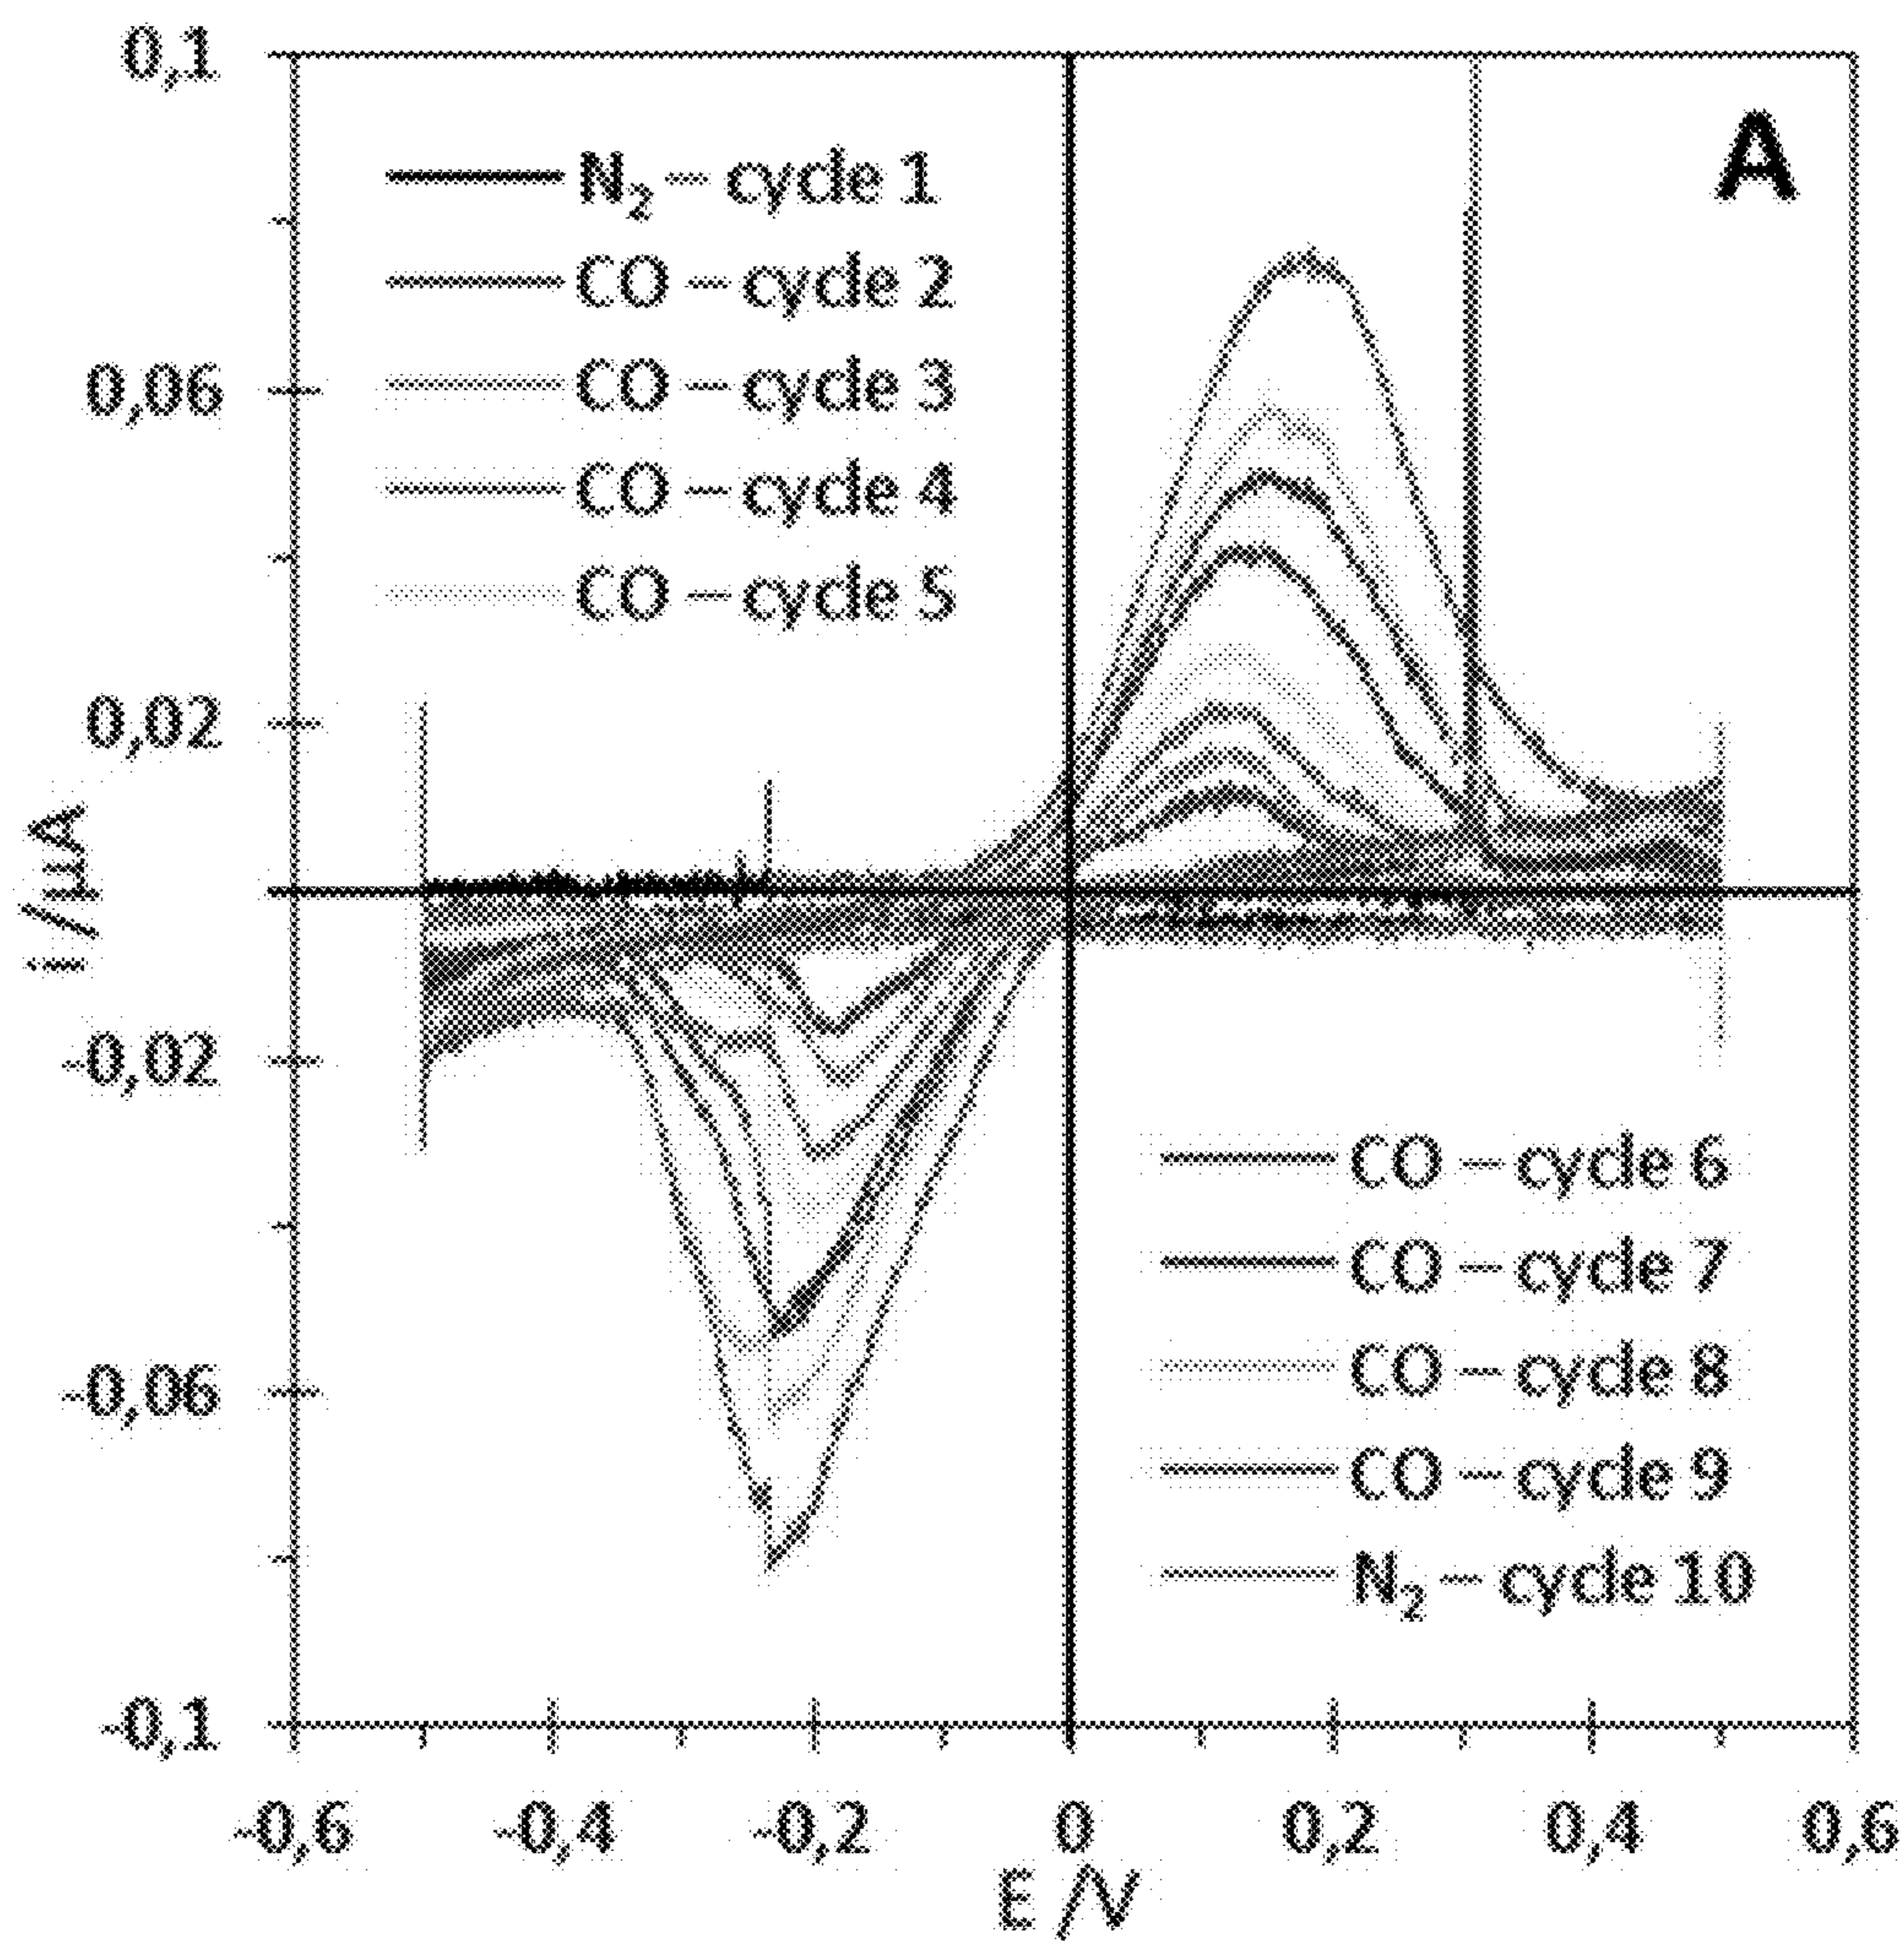 0,1
0,06
0,02
-0,02
-0,06
-0,1
i /µA
A
N2 – cycle 1
CO – cycle 2
CO – cycle 3
CO – cycle 4
CO – cycle 5
CO – cycle 6
CO – cycle 7
CO – cycle 8
CO – cycle 9
N2 – cycle 10
-0,6 -0,4 -0,2 0 0,2 0,4 0,6
E /V